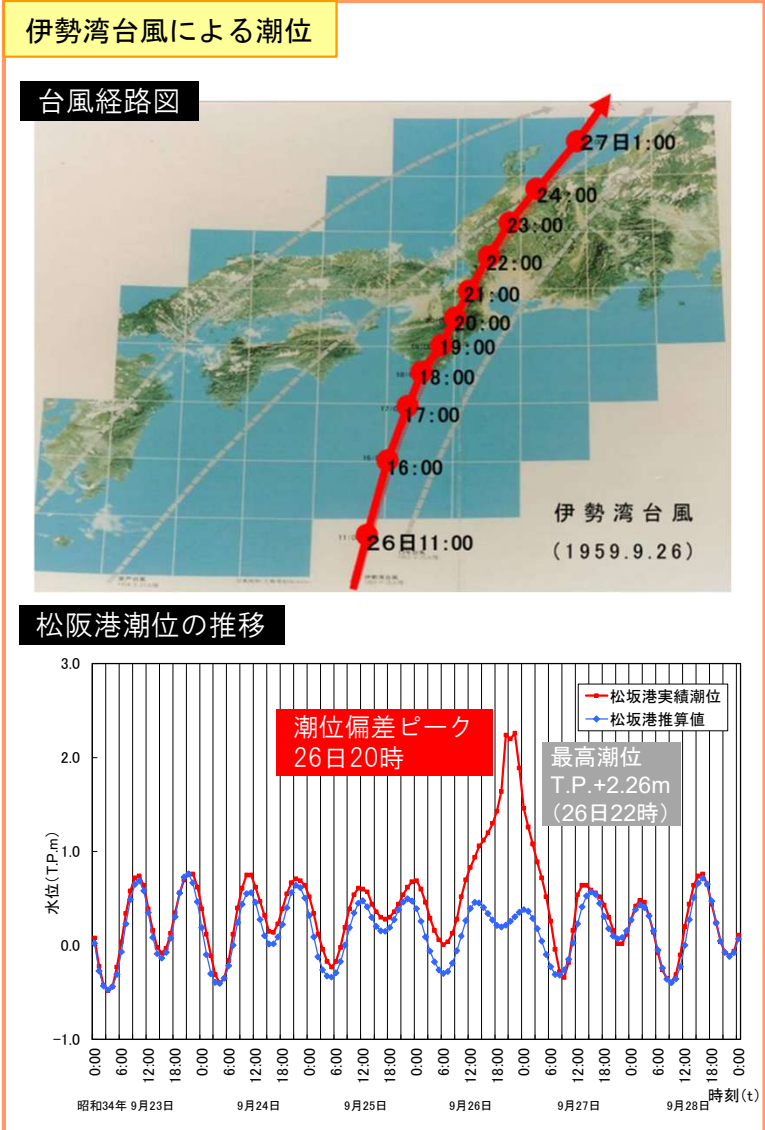 伊勢湾台風による潮位
台風経路図
27日1:00
24:00
23:00
22:00
21:00
20:00
19:00
18:00
17:00
16:00
26日11:00
伊勢湾台風
(1959.9.26)
松阪港潮位の推移
3.0
2.0
1.0
0.0
-1.0
水位(T.P.m)
松坂港実績潮位
松坂港推算値
潮位偏差ピーク
26日20時
最高潮位
T.P.+2.26m
(26日22時)
0:00 6:00 12:00 18:00 0:00 6:00 12:00 18:00 0:00 6:00 12:00 18:00 0:00 6:00 12:00 18:00 0:00 6:00 12:00 18:00 0:00 6:00 12:00 18:00 0:00
昭和34年 9月23日 9月24日 9月25日 9月26日 9月27日 9月28日
時刻(t)